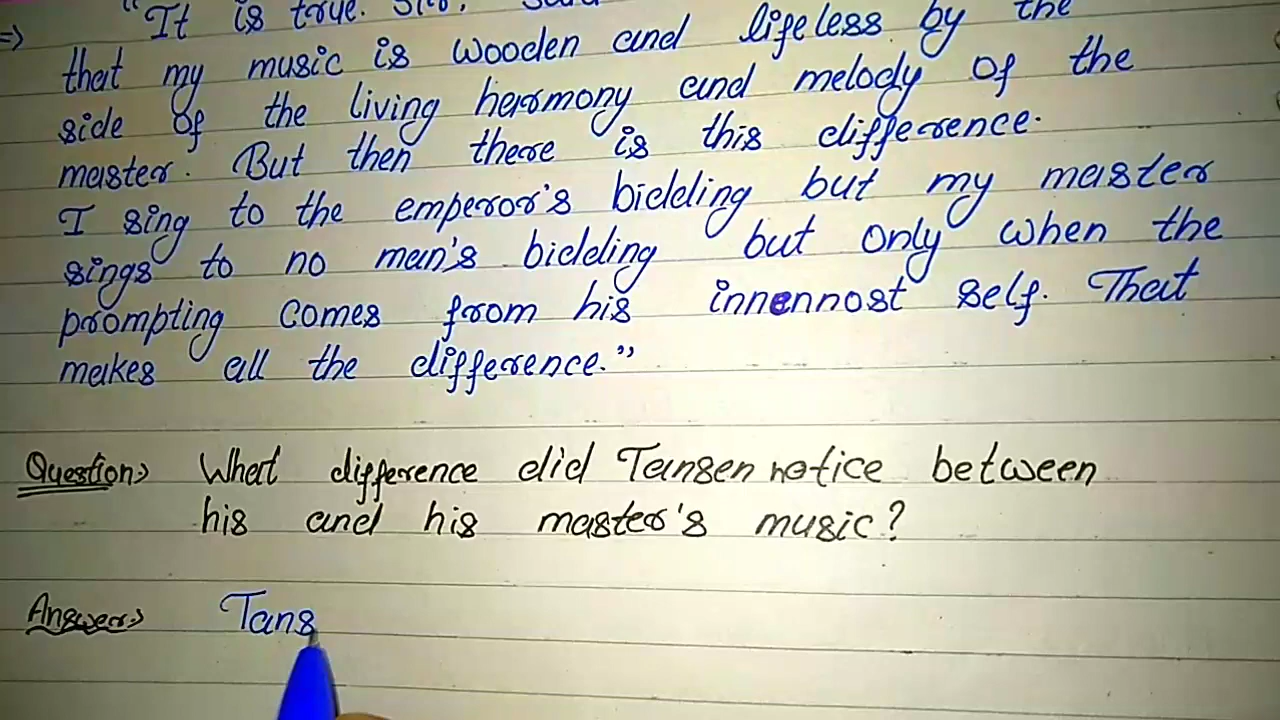 ⇒ "It is true. Sir,
that my music is wooden and lifeless by the
side of the living harmony and melody of the
master. But then there is this difference.
I sing to the emperor's bidding but my master
sings to no man's bidding but only when the
prompting comes from his innennost self. That
makes all the difference."
Question⇒ What difference did Tansen notice between
his and his master's music?
Answer⇒ Tans